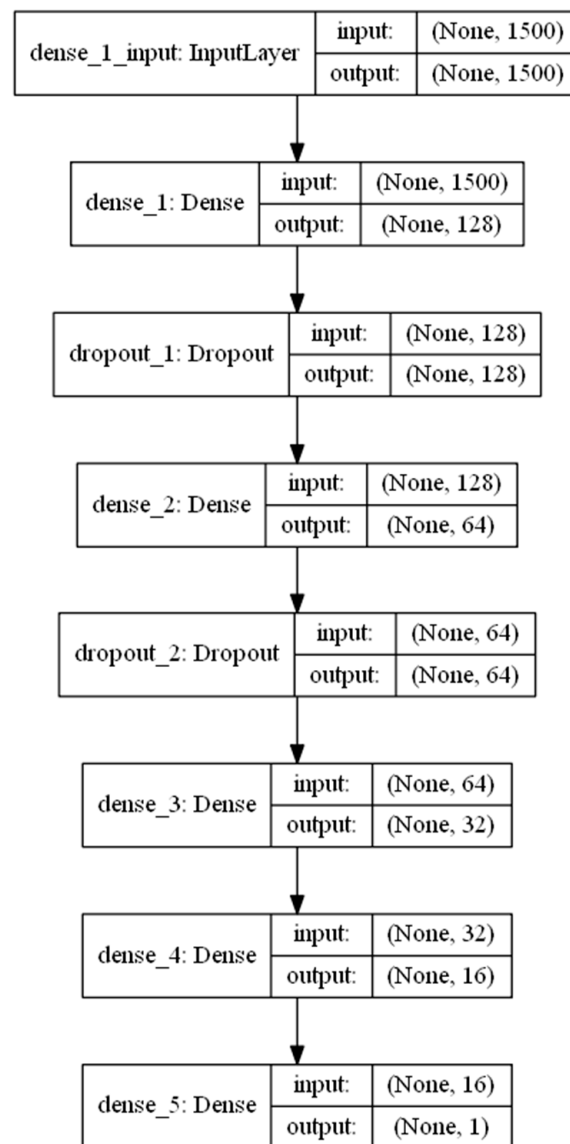 dense_1_input: InputLayer
input: (None, 1500)
output: (None, 1500)
dense_1: Dense
input: (None, 1500)
output: (None, 128)
dropout_1: Dropout
input: (None, 128)
output: (None, 128)
dense_2: Dense
input: (None, 128)
output: (None, 64)
dropout_2: Dropout
input: (None, 64)
output: (None, 64)
dense_3: Dense
input: (None, 64)
output: (None, 32)
dense_4: Dense
input: (None, 32)
output: (None, 16)
dense_5: Dense
input: (None, 16)
output: (None, 1)